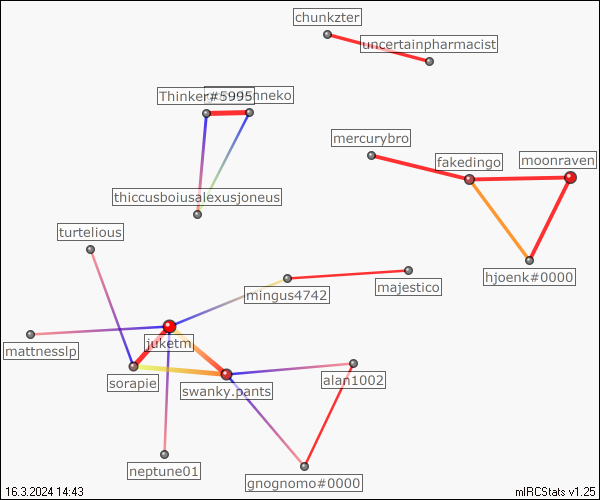 chunkzter
uncertainpharmacist
Thinker#5995
nneko
mercurybro
fakedingo
moonraven
thiccusboiusalexusjoneus
turtelious
hjoenk#0000
majestico
mingus4742
juketm
mattnesslp
alan1002
sorapie
swanky.pants
neptune01
gnognomo#0000
16.3.2024 14:43
mIRCStats v1.25